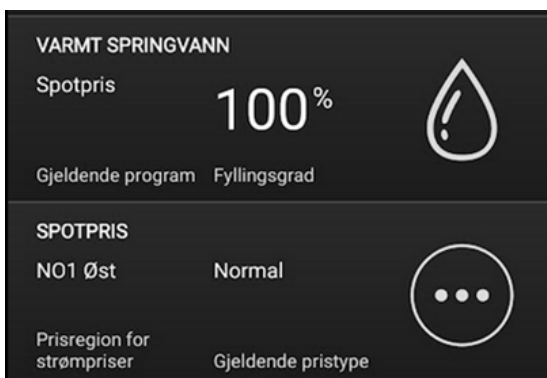 VARMT SPRINGVANN
Spotpris
100%
Gjeldende program Fyllingsgrad
SPOTPRIS
NO1 Øst Normal
Prisregion for
strømpriser Gjeldende pristype